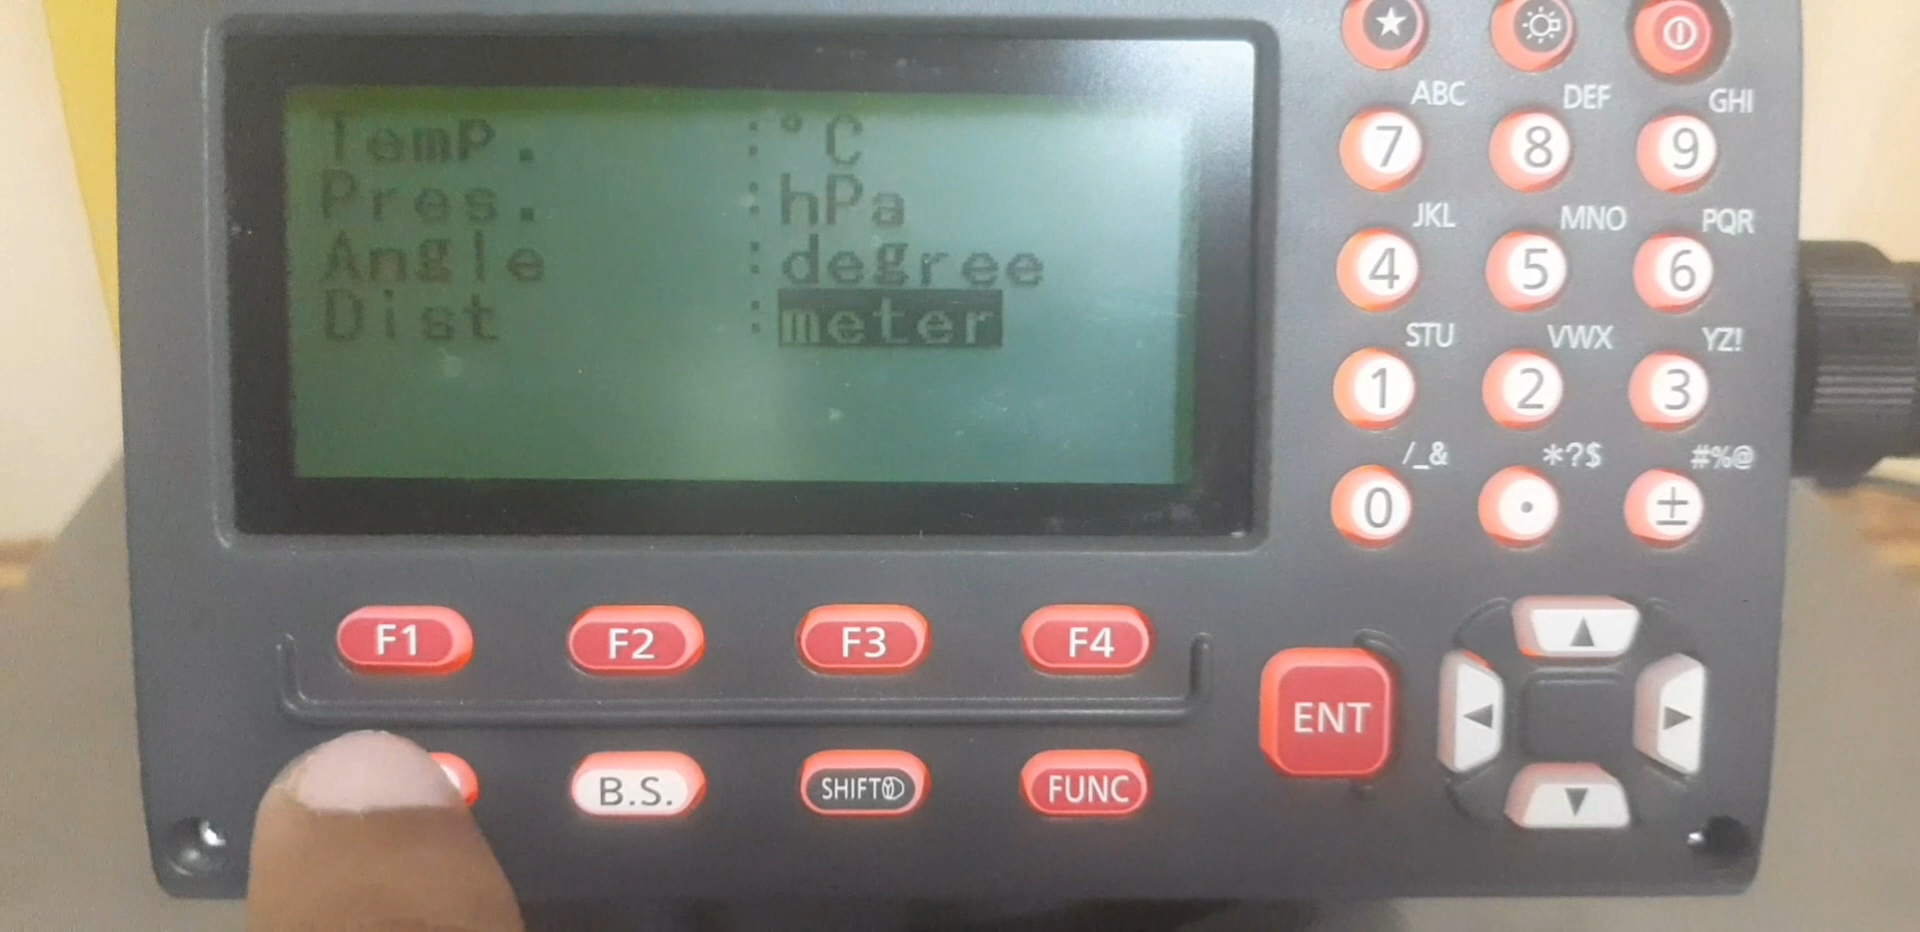 Temp. :°C
Pres. :hPa
Angle :degree
Dist :meter
ABC DEF GHI
7 8 9
JKL MNO PQR
4 5 6
STU VWX YZ!
1 2 3
/_& *?$ #%@
0 . ±
F1 F2 F3 F4
ENT
B.S. SHIFT FUNC